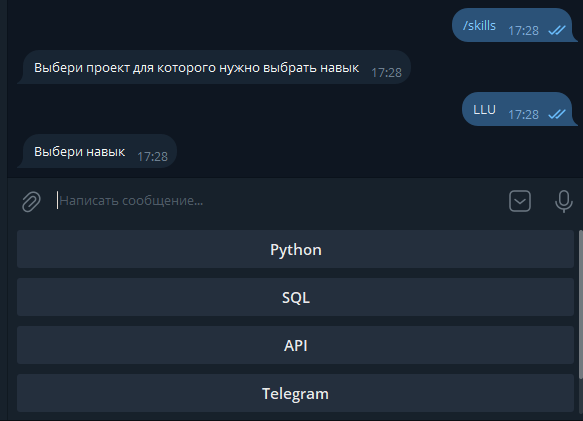 /skills 17:28
Выбери проект для которого нужно выбрать навык 17:28
LLU 17:28
Выбери навык 17:28
Написать сообщение...
Python
SQL
API
Telegram